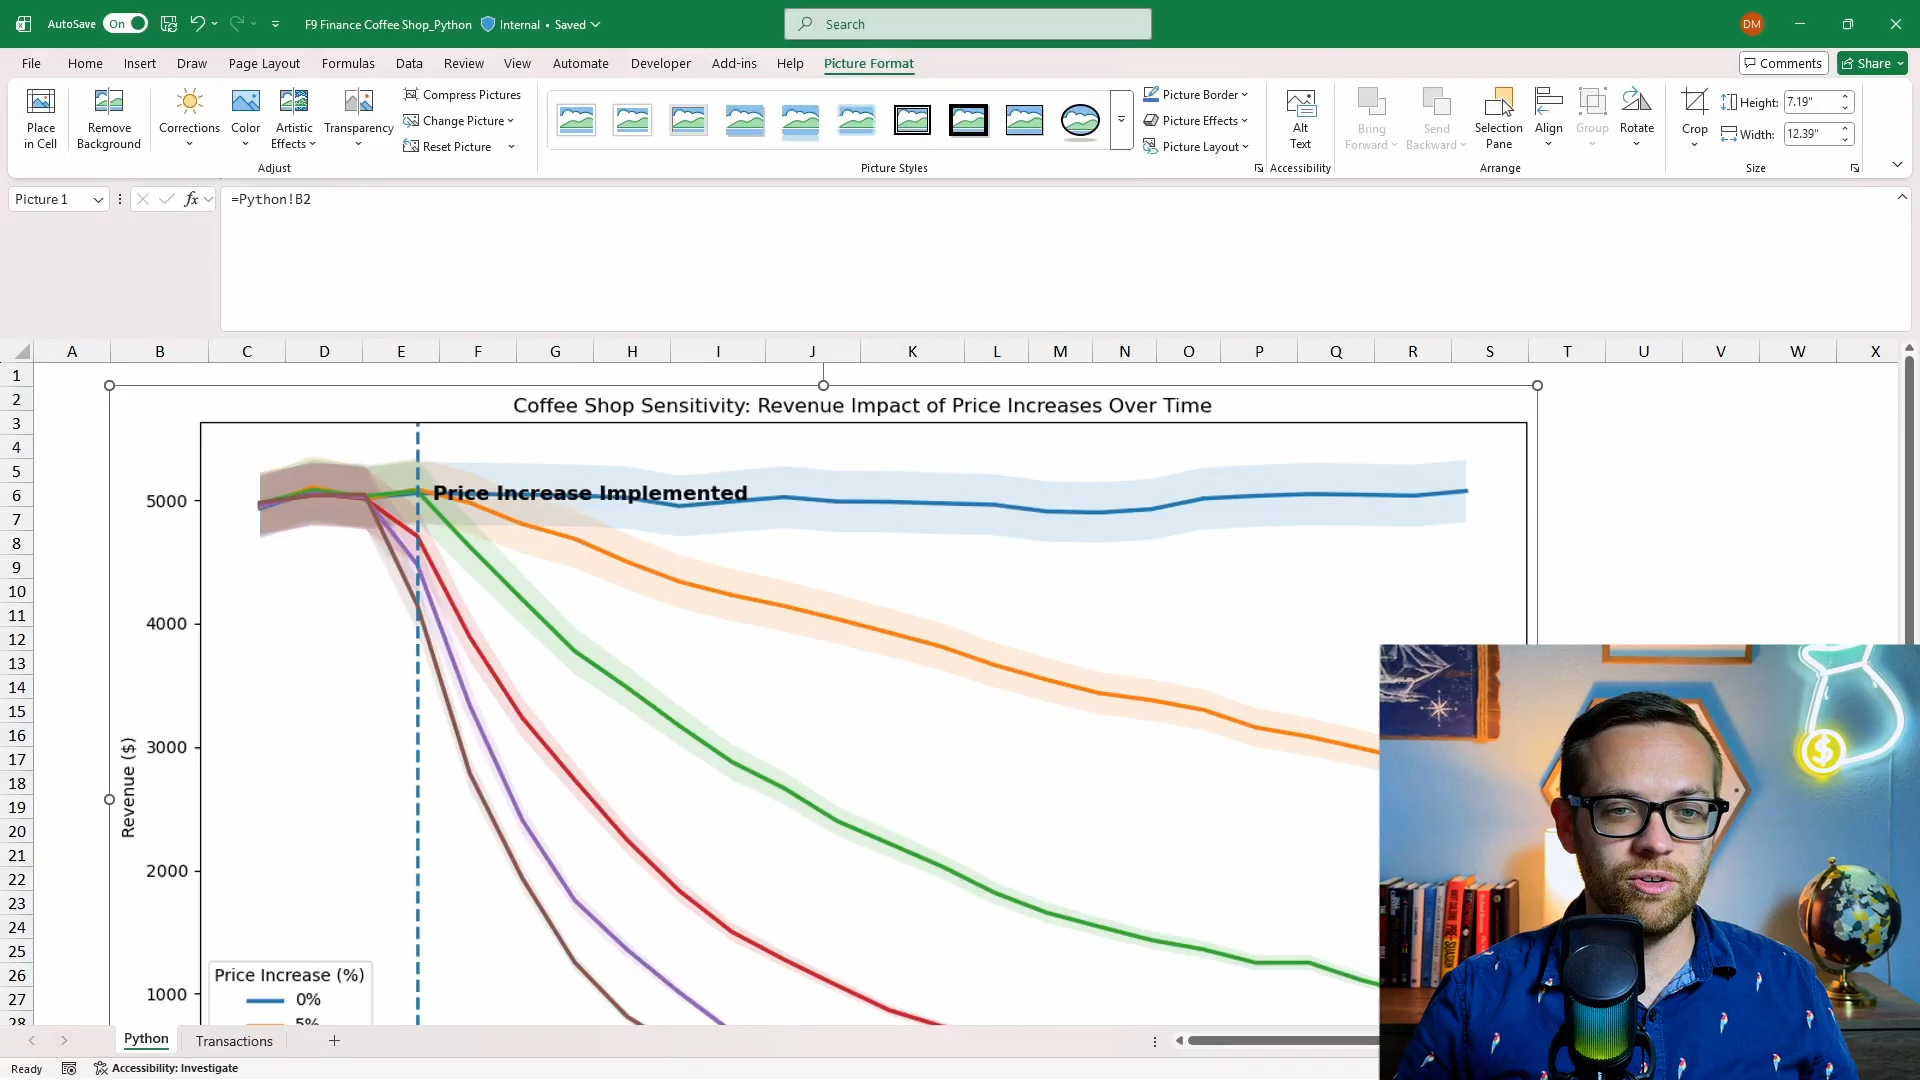 AutoSave On F9 Finance Coffee Shop_Python Internal • Saved Search DM
File Home Insert Draw Page Layout Formulas Data Review View Automate Developer Add-ins Help Picture Format Comments Share
Place in Cell
Remove Background
Corrections
Color
Artistic Effects
Transparency
Compress Pictures
Change Picture
Reset Picture
Adjust
Picture Styles
Picture Border
Picture Effects
Picture Layout
Alt Text
Accessibility
Bring Forward
Send Backward
Selection Pane
Align
Group
Rotate
Arrange
Crop
Height: 7.19"
Width: 12.39"
Size
Picture 1 fx =Python!B2
A B C D E F G H I J K L M N O P Q R S T U V W X
1
2
3
4
5
6
7
8
9
10
11
12
13
14
15
16
17
18
19
20
21
22
23
24
25
26
27
28
Coffee Shop Sensitivity: Revenue Impact of Price Increases Over Time
Price Increase Implemented
5000
4000
3000
2000
1000
Revenue ($)
Price Increase (%)
0%
5%
$
Python Transactions
Ready Accessibility: Investigate